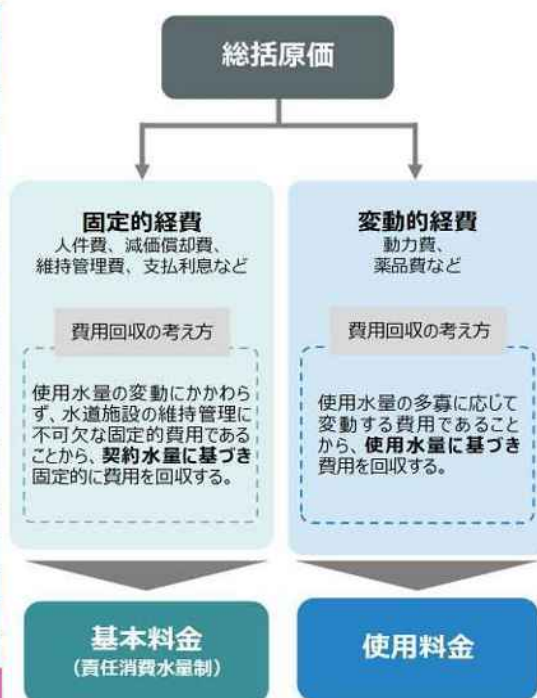 総括原価
固定的経費
人件費、減価償却費、
維持管理費、支払利息など
費用回収の考え方
使用水量の変動にかかわら
ず、水道施設の維持管理に
不可欠な固定的費用である
ことから、契約水量に基づき
固定的に費用を回収する。
基本料金
(責任消費水量制)
変動的経費
動力費、
薬品費など
費用回収の考え方
使用水量の多寡に応じて
変動する費用であること
から、使用水量に基づき
費用を回収する。
使用料金